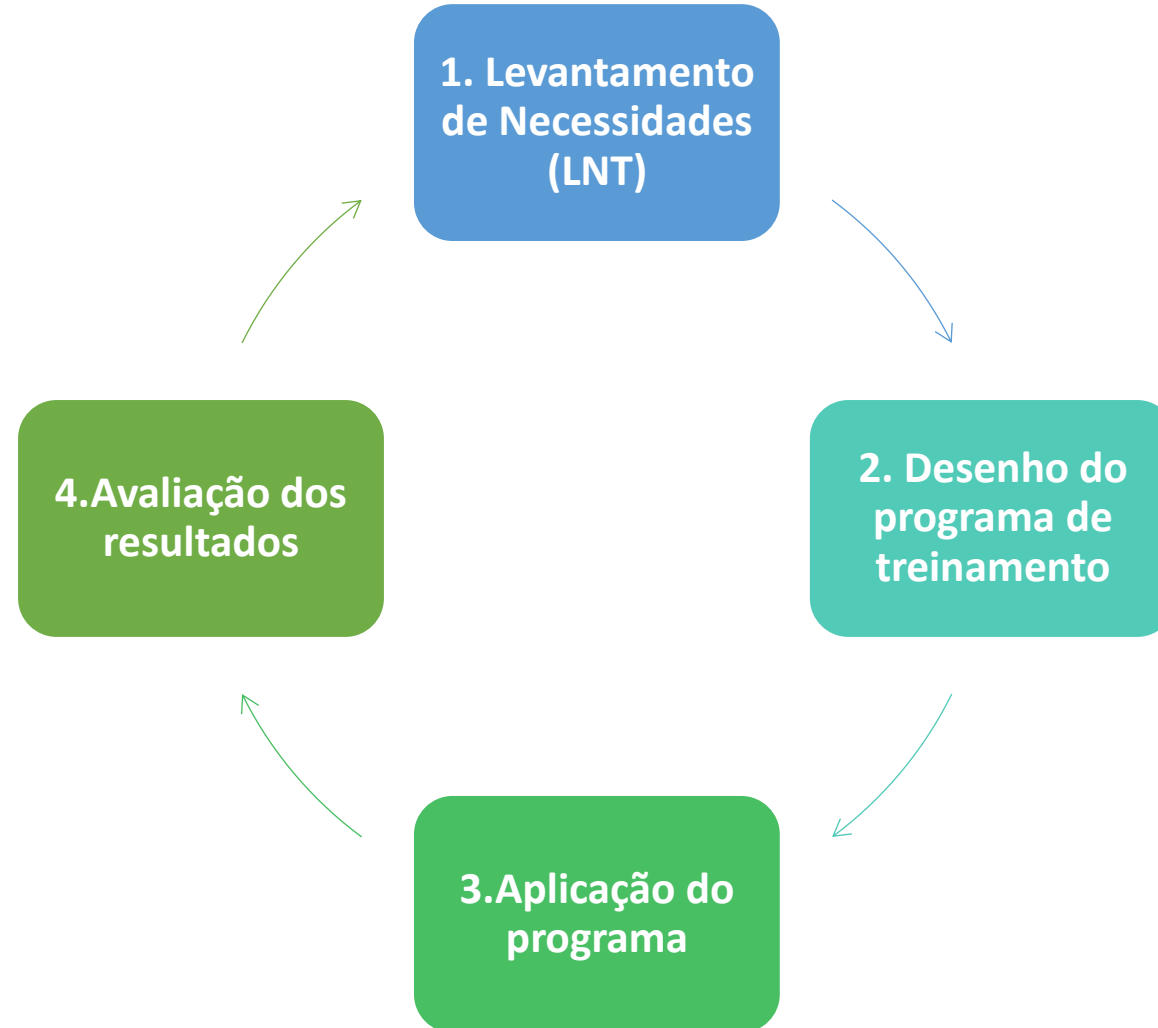 1. Levantamento
de Necessidades
(LNT)
2. Desenho do
programa de
treinamento
3.Aplicação do
programa
4.Avaliação dos
resultados